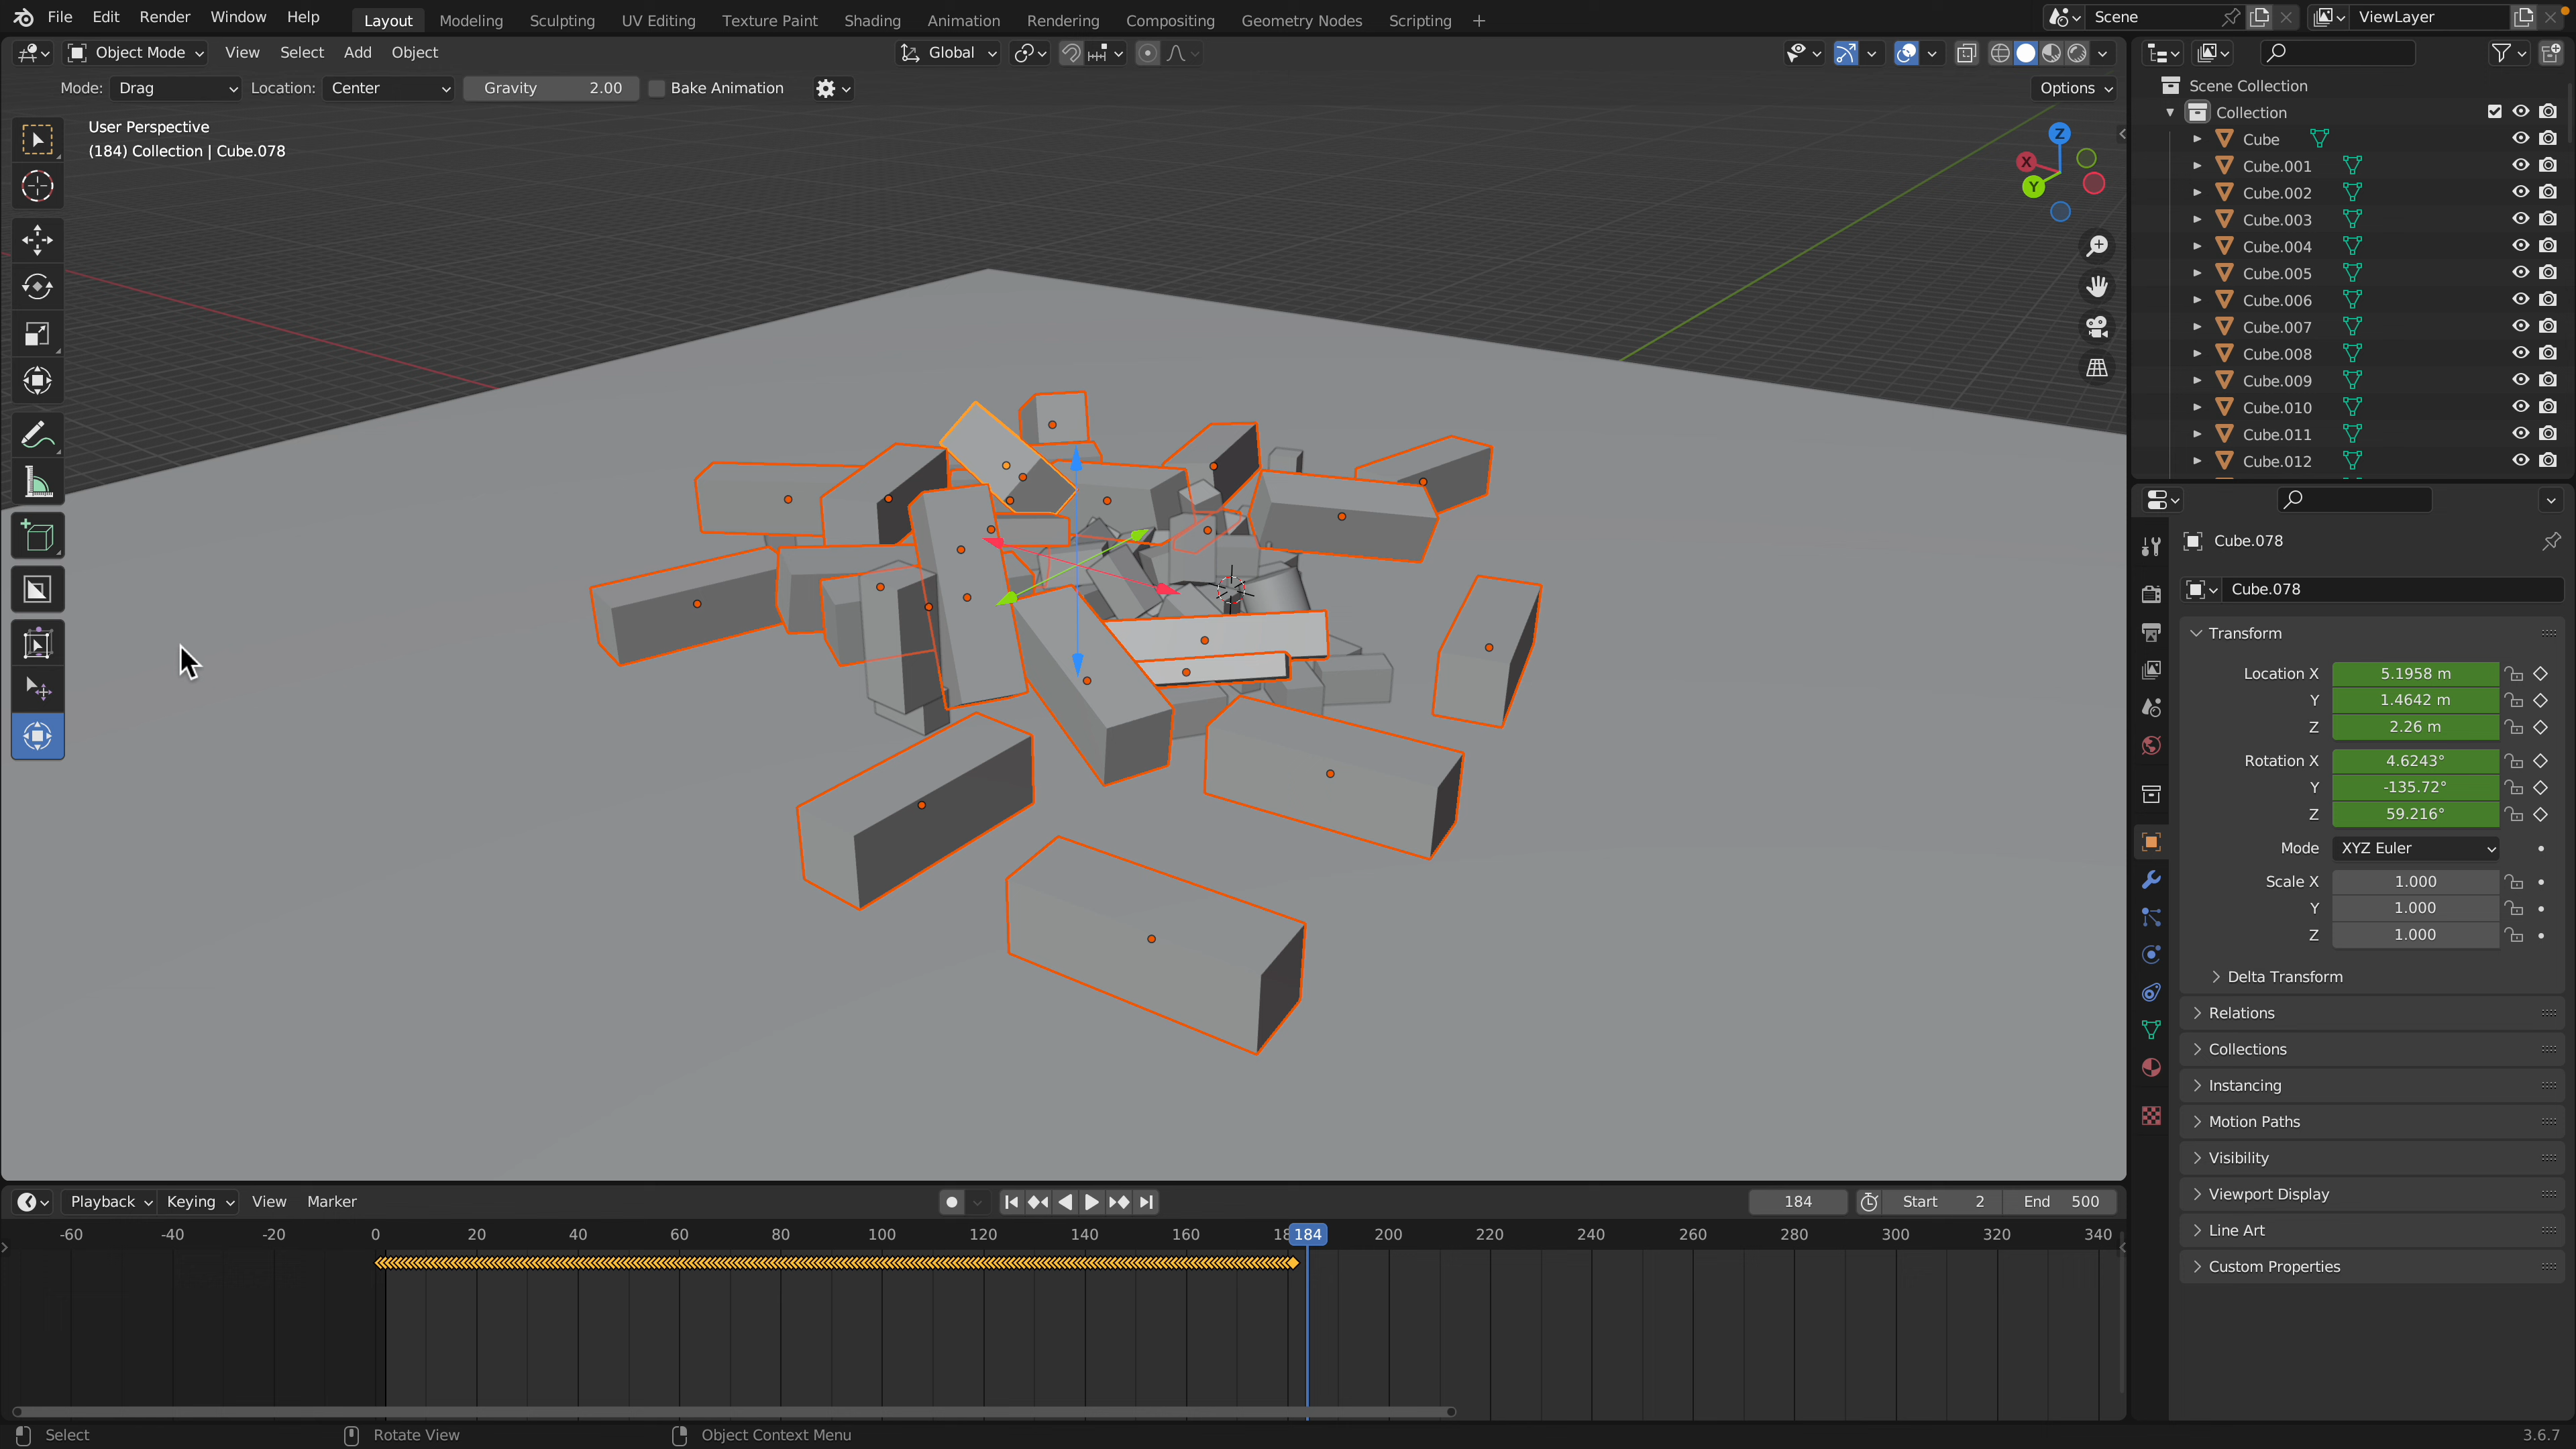 File Edit Render Window Help Layout Modeling Sculpting UV Editing Texture Paint Shading Animation Rendering Compositing Geometry Nodes Scripting + Scene ViewLayer
Object Mode View Select Add Object Global
Mode: Drag Location: Center Gravity 2.00 Bake Animation Options
User Perspective
(184) Collection | Cube.078
Z
X
Y
Scene Collection
Collection
Cube
Cube.001
Cube.002
Cube.003
Cube.004
Cube.005
Cube.006
Cube.007
Cube.008
Cube.009
Cube.010
Cube.011
Cube.012
Cube.078
Cube.078
Transform
Location X 5.1958 m
Y 1.4642 m
Z 2.26 m
Rotation X 4.6243°
Y -135.72°
Z 59.216°
Mode XYZ Euler
Scale X 1.000
Y 1.000
Z 1.000
Delta Transform
Relations
Collections
Instancing
Motion Paths
Visibility
Viewport Display
Line Art
Custom Properties
Playback Keying View Marker 184 Start 2 End 500
-60 -40 -20 0 20 40 60 80 100 120 140 160 184 200 220 240 260 280 300 320 340
Select Rotate View Object Context Menu 3.6.7